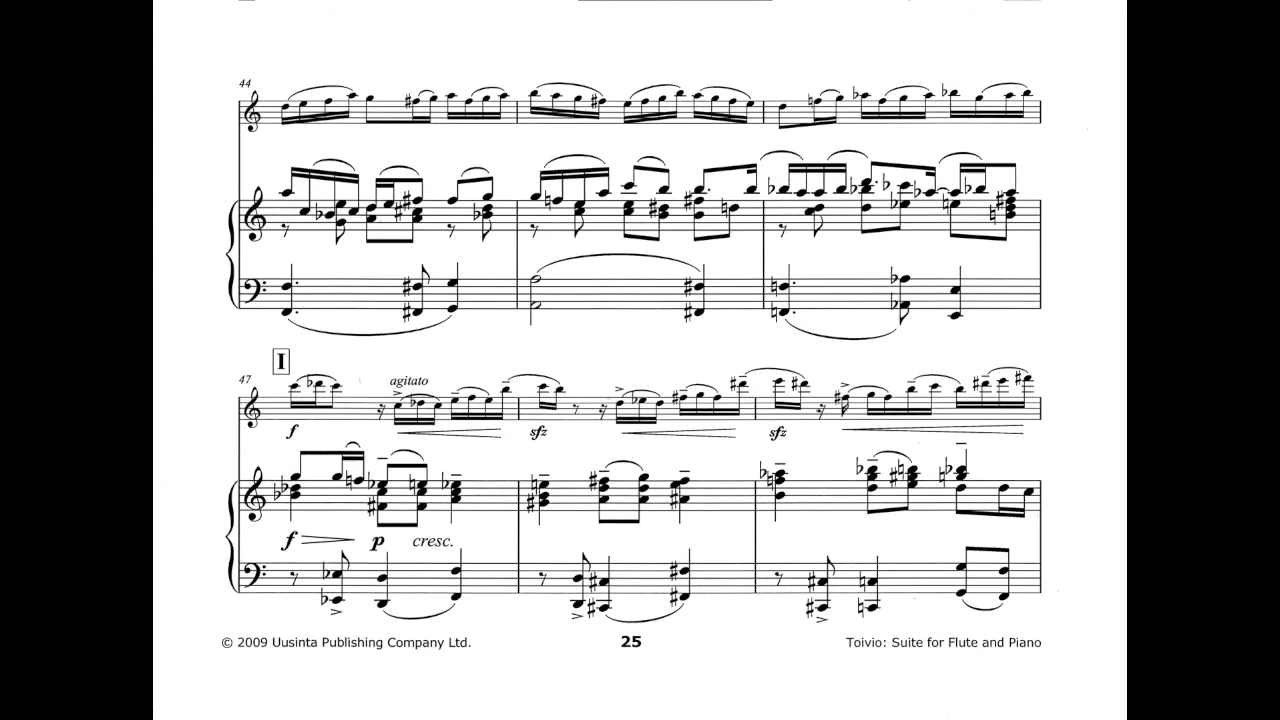 44
I
47
agitato
f
sfz
sfz
f
p
cresc.
© 2009 Uusinta Publishing Company Ltd.
25
Toivio: Suite for Flute and Piano